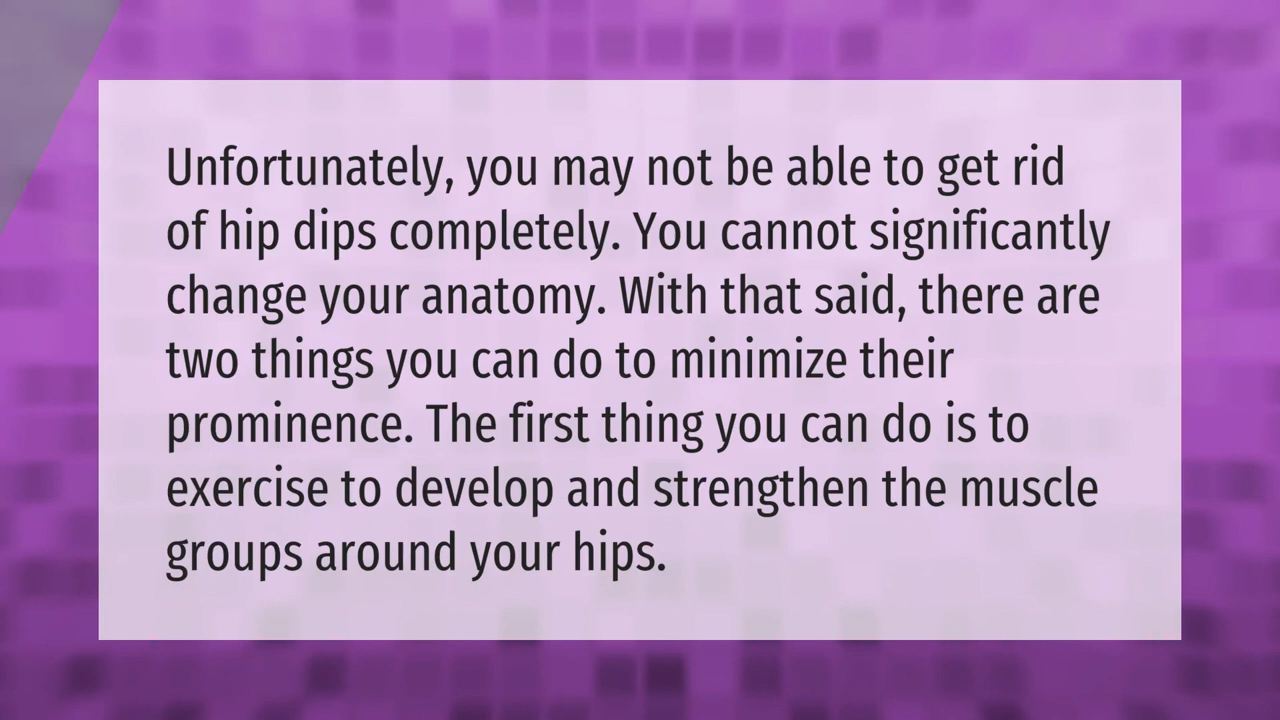 Unfortunately, you may not be able to get rid
of hip dips completely. You cannot significantly
change your anatomy. With that said, there are
two things you can do to minimize their
prominence. The first thing you can do is to
exercise to develop and strengthen the muscle
groups around your hips.